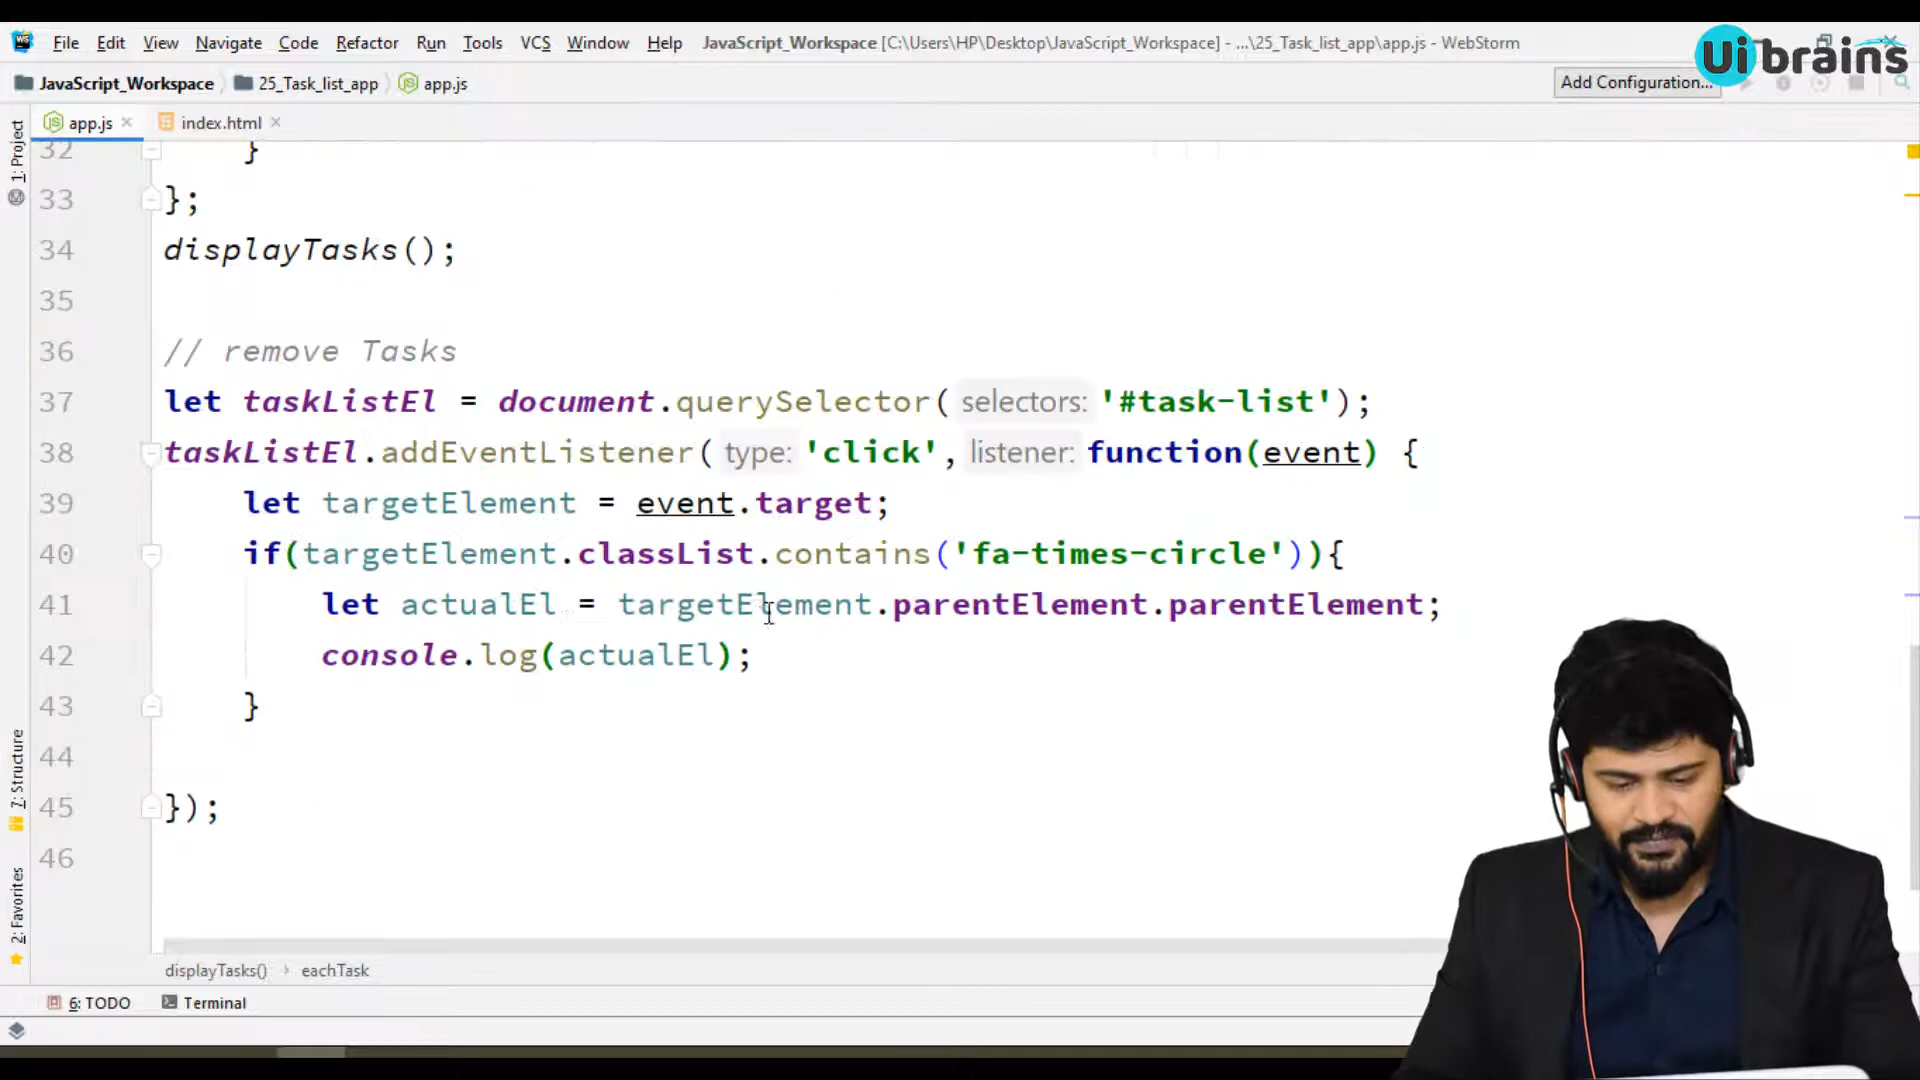 File Edit View Navigate Code Refactor Run Tools VCS Window Help JavaScript_Workspace [C:\Users\HP\Desktop\JavaScript_Workspace] - ...\25_Task_list_app\app.js - WebStorm
Ui brains
JavaScript_Workspace 25_Task_list_app app.js
Add Configuration...
app.js index.html
1: Project
7: Structure
2: Favorites
32 }
33 };
34 displayTasks();
35
36 // remove Tasks
37 let taskListEl = document.querySelector( selectors: '#task-list');
38 taskListEl.addEventListener( type: 'click', listener: function(event) {
39 let targetElement = event.target;
40 if(targetElement.classList.contains('fa-times-circle')){
41 let actualEl = targetElement.parentElement.parentElement;
42 console.log(actualEl);
43 }
44
45 });
46
displayTasks() eachTask
6: TODO Terminal